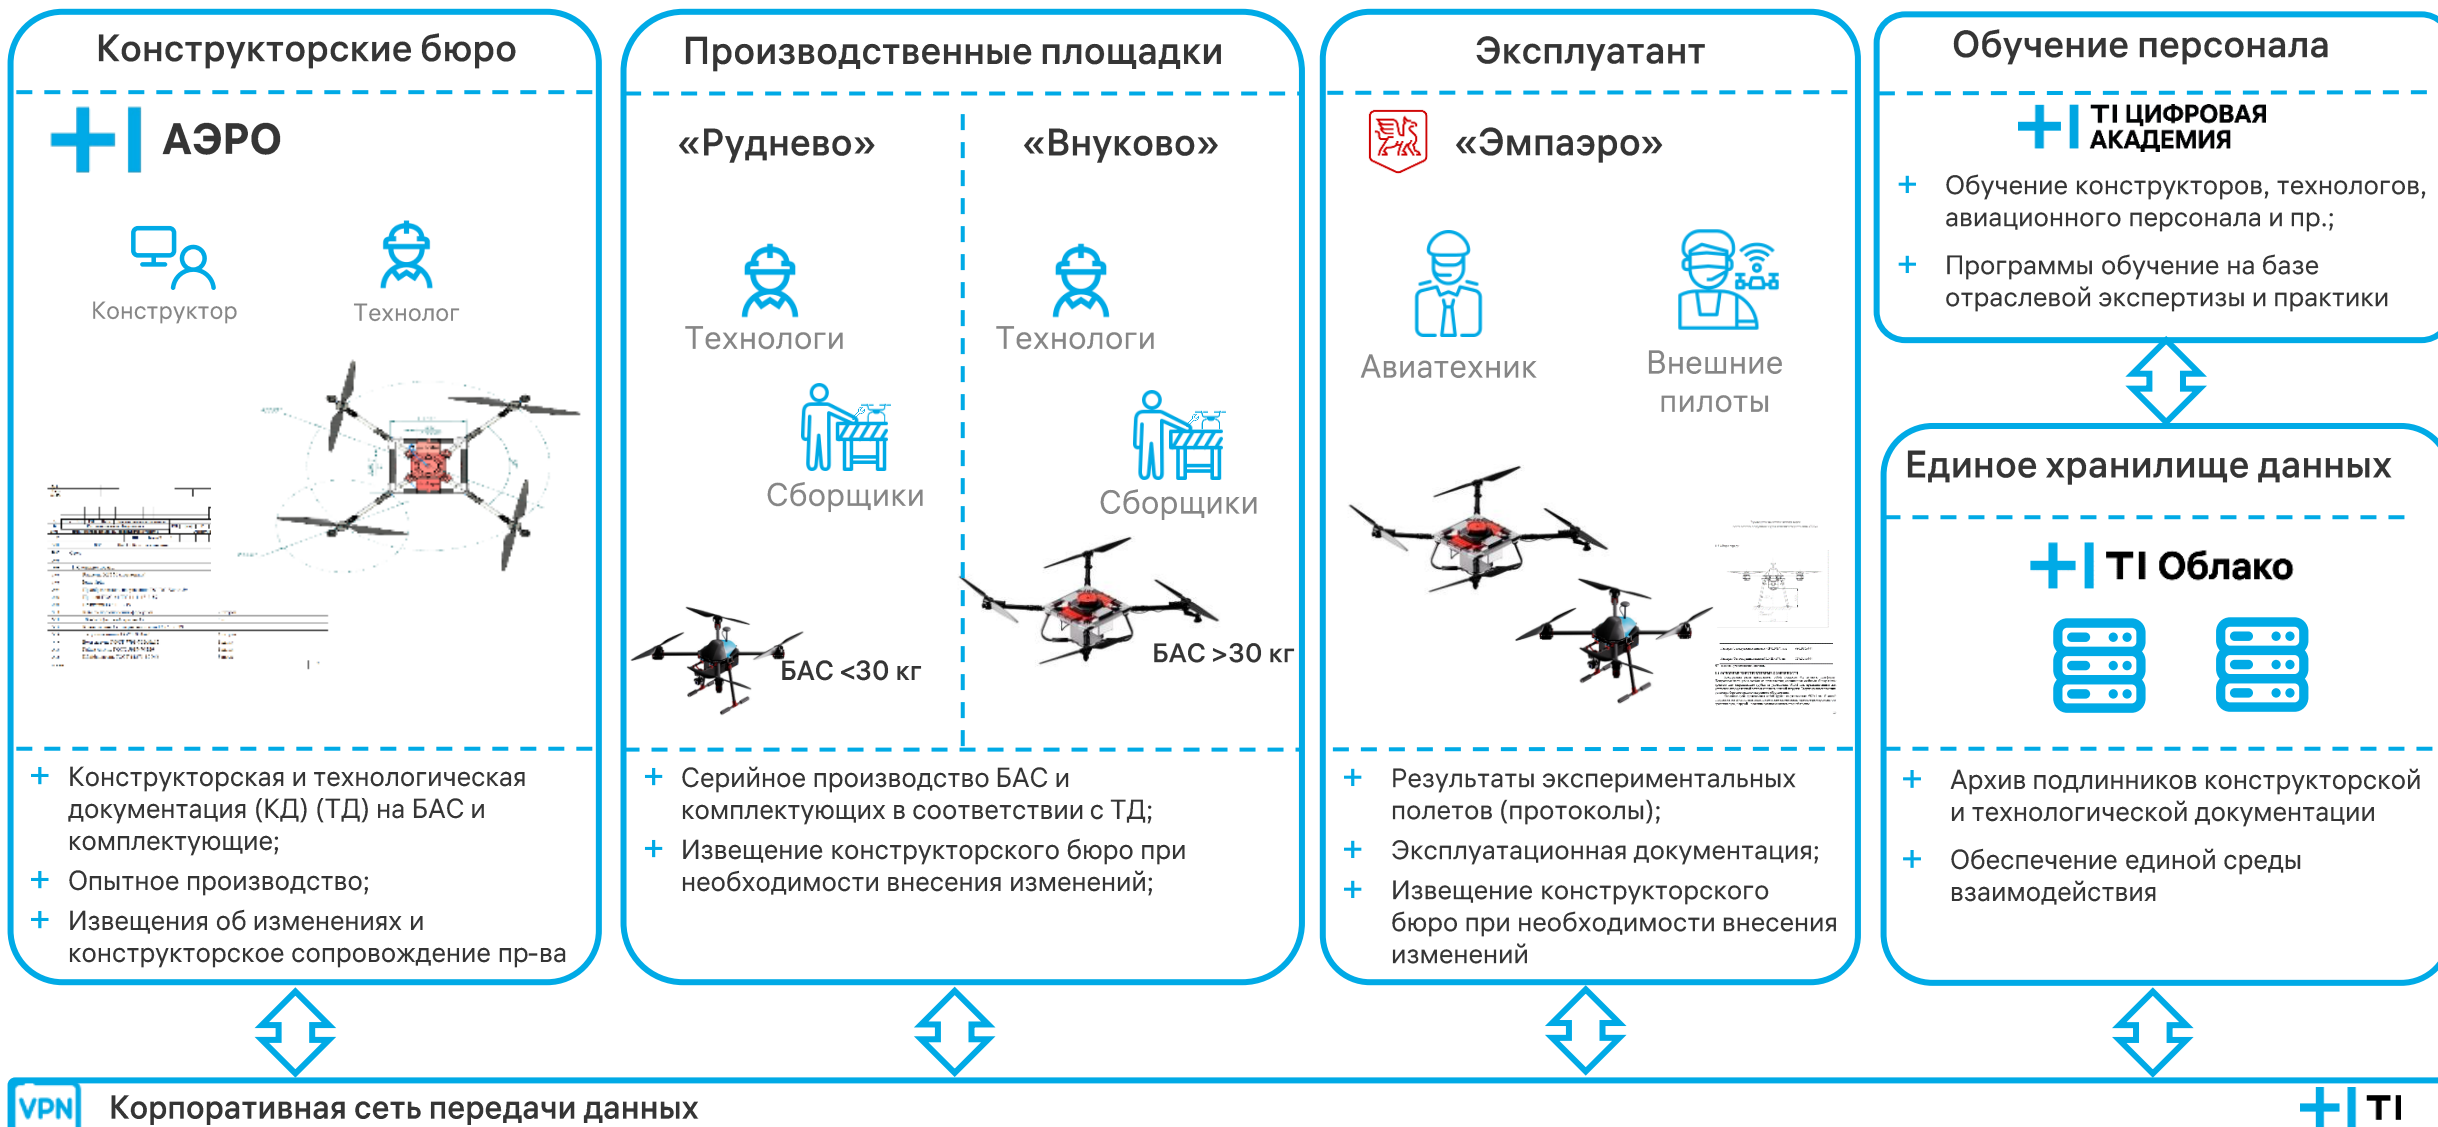 Конструкторские бюро
АЭРО
Конструктор
Технолог
Конструкторская и технологическая
документация (КД) (ТД) на БАС и
комплектующие;
Опытное производство;
Извещения об изменениях и
конструкторское сопровождение пр-ва
Производственные площадки
«Руднево»
Технологи
Сборщики
БАС <30 кг
«Внуково»
Технологи
Сборщики
БАС >30 кг
Серийное производство БАС и
комплектующих в соответствии с ТД;
Извещение конструкторского бюро при
необходимости внесения изменений;
Эксплуатант
«Эмпаэро»
Авиатехник
Внешние
пилоты
Результаты экспериментальных
полетов (протоколы);
Эксплуатационная документация;
Извещение конструкторского
бюро при необходимости внесения
изменений
Обучение персонала
TI ЦИФРОВАЯ
АКАДЕМИЯ
Обучение конструкторов, технологов,
авиационного персонала и пр.;
Программы обучение на базе
отраслевой экспертизы и практики
Единое хранилище данных
TI Облако
Архив подлинников конструкторской
и технологической документации
Обеспечение единой среды
взаимодействия
VPN
Корпоративная сеть передачи данных
TI